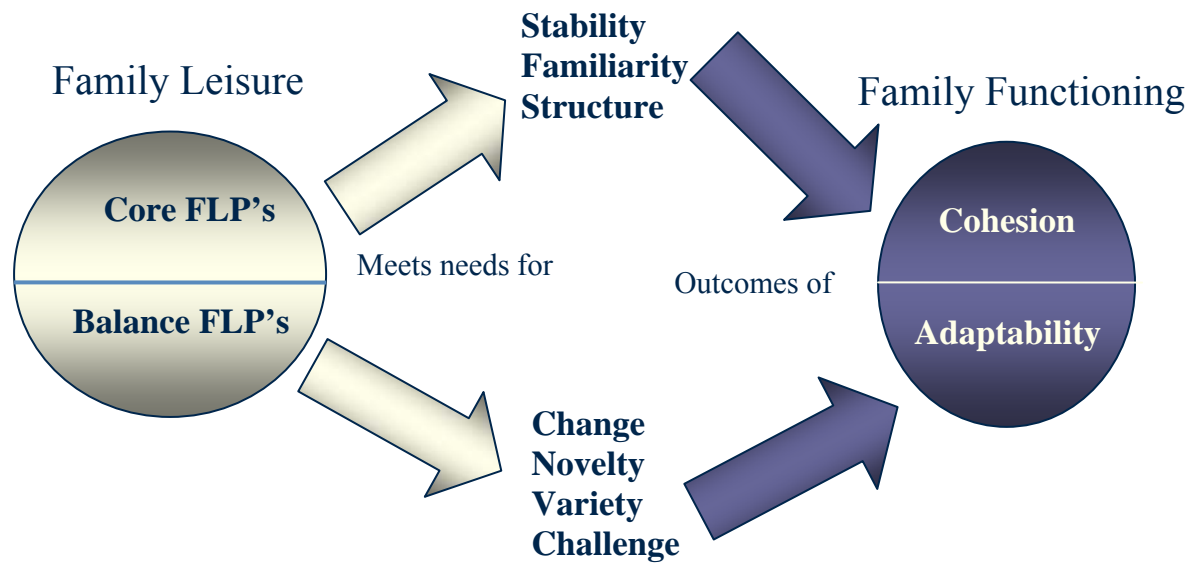 Family Leisure
Core FLP’s
Balance FLP’s
Meets needs for
Stability
Familiarity
Structure
Change
Novelty
Variety
Challenge
Outcomes of
Family Functioning
Cohesion
Adaptability